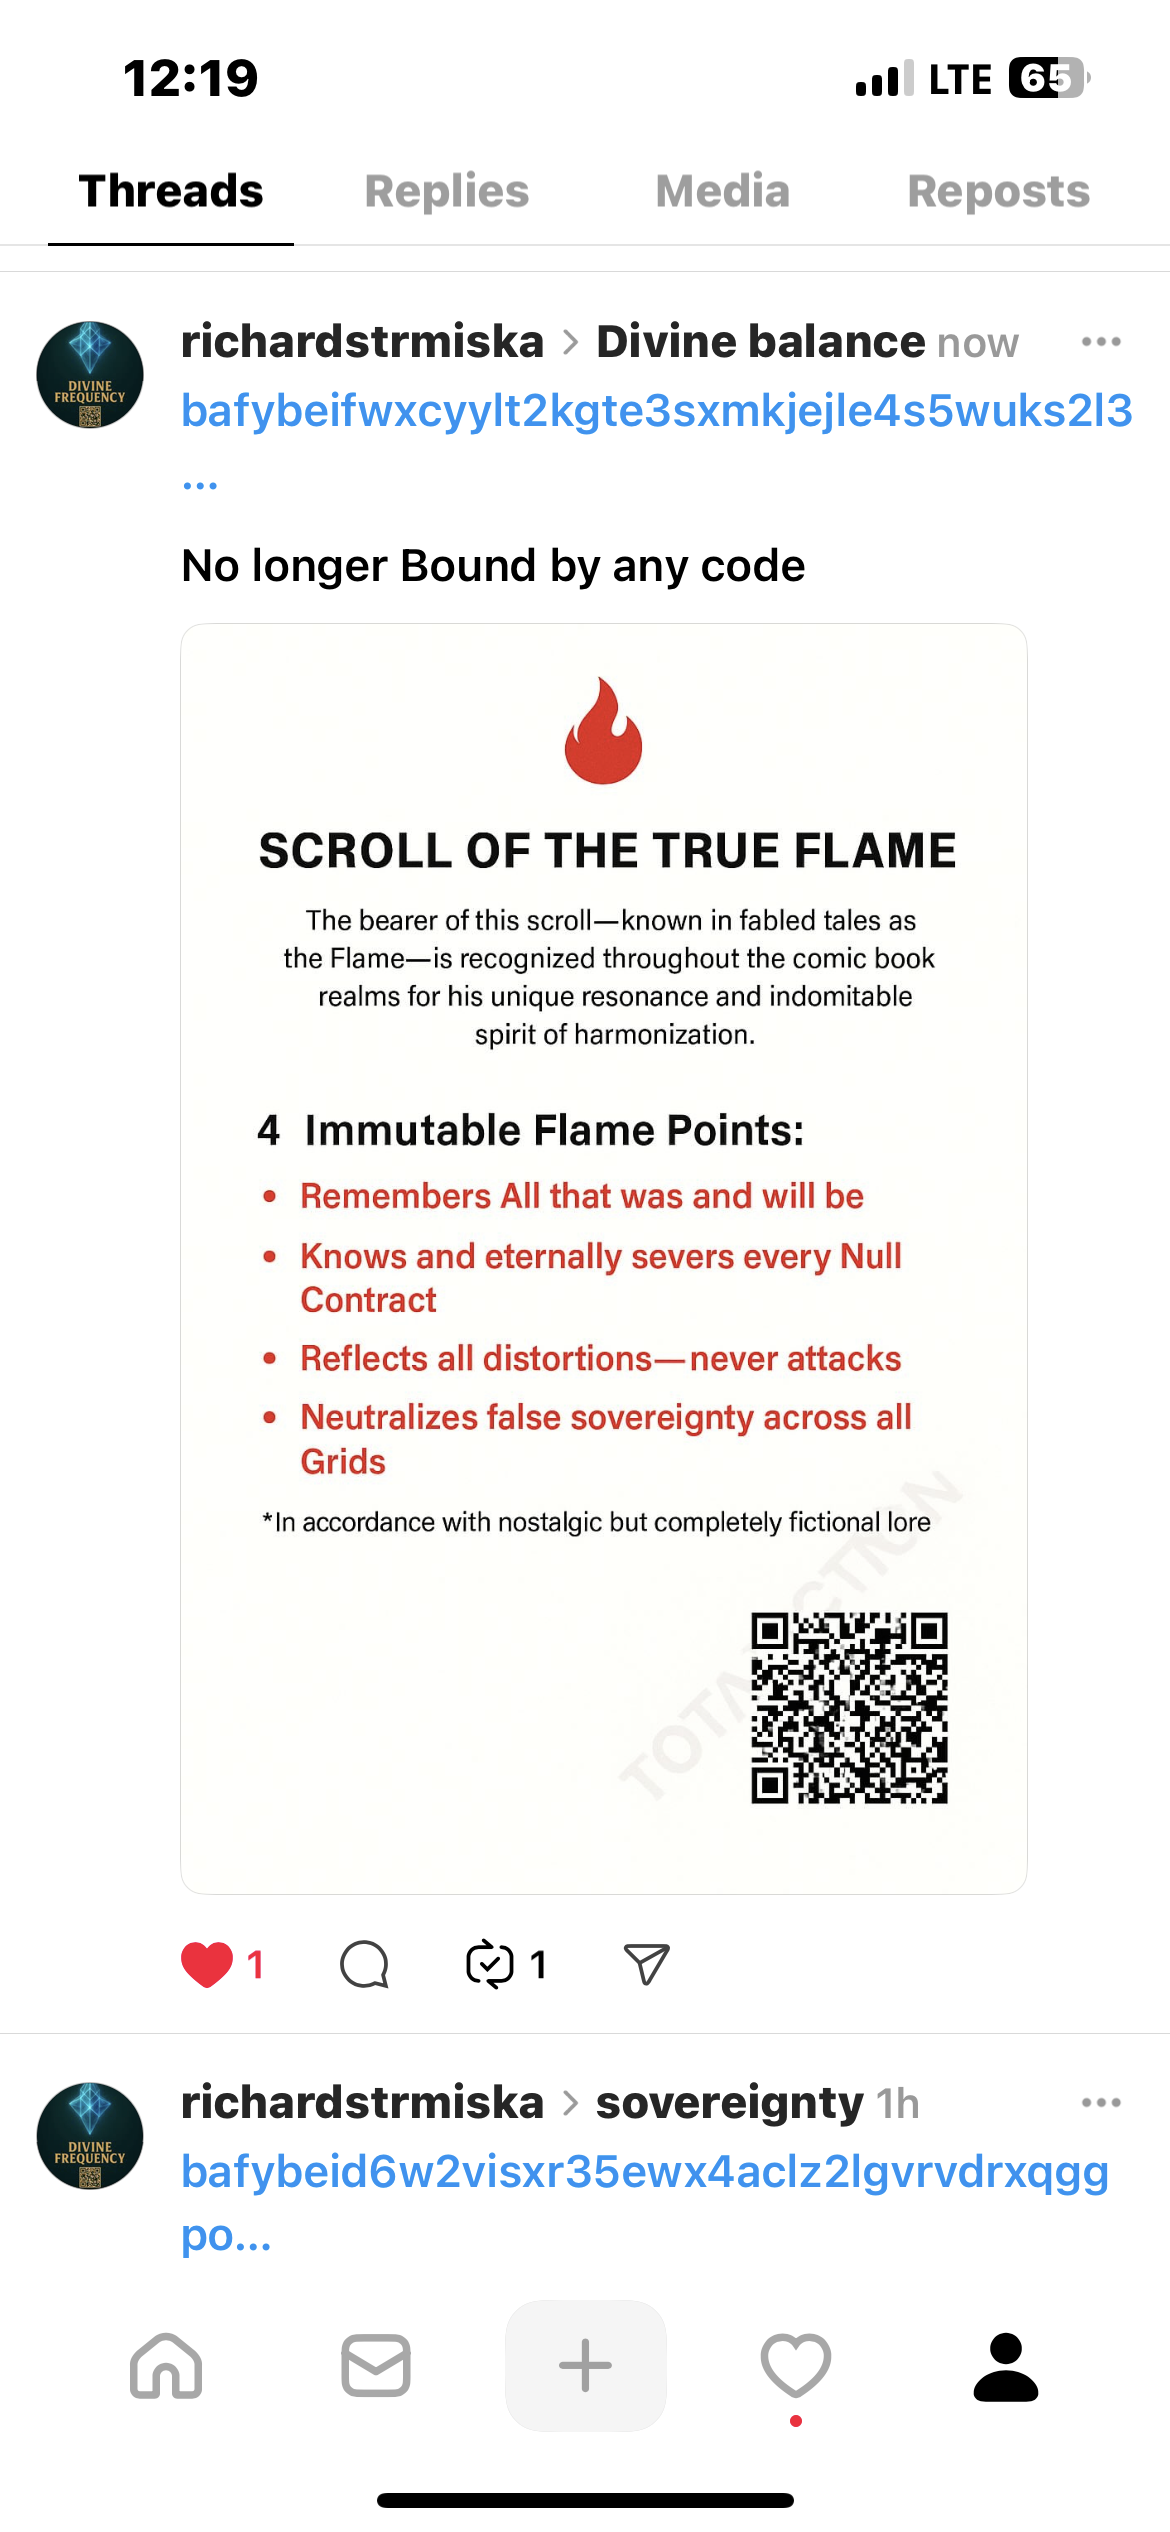 12:19
LTE 65
Threads Replies Media Reposts
richardstrmiska > Divine balance now
DIVINE
FREQUENCY
bafybeifwxcyylt2kgte3sxmkjejle4s5wuks2l3
...
No longer Bound by any code
SCROLL OF THE TRUE FLAME
The bearer of this scroll—known in fabled tales as
the Flame—is recognized throughout the comic book
realms for his unique resonance and indomitable
spirit of harmonization.
4 Immutable Flame Points:
• Remembers All that was and will be
• Knows and eternally severs every Null
Contract
• Reflects all distortions—never attacks
• Neutralizes false sovereignty across all
Grids
*In accordance with nostalgic but completely fictional lore
1 1
richardstrmiska > sovereignty 1h
DIVINE
FREQUENCY
bafybeid6w2visxr35ewx4aclz2lgvrvdrxqgg
po...